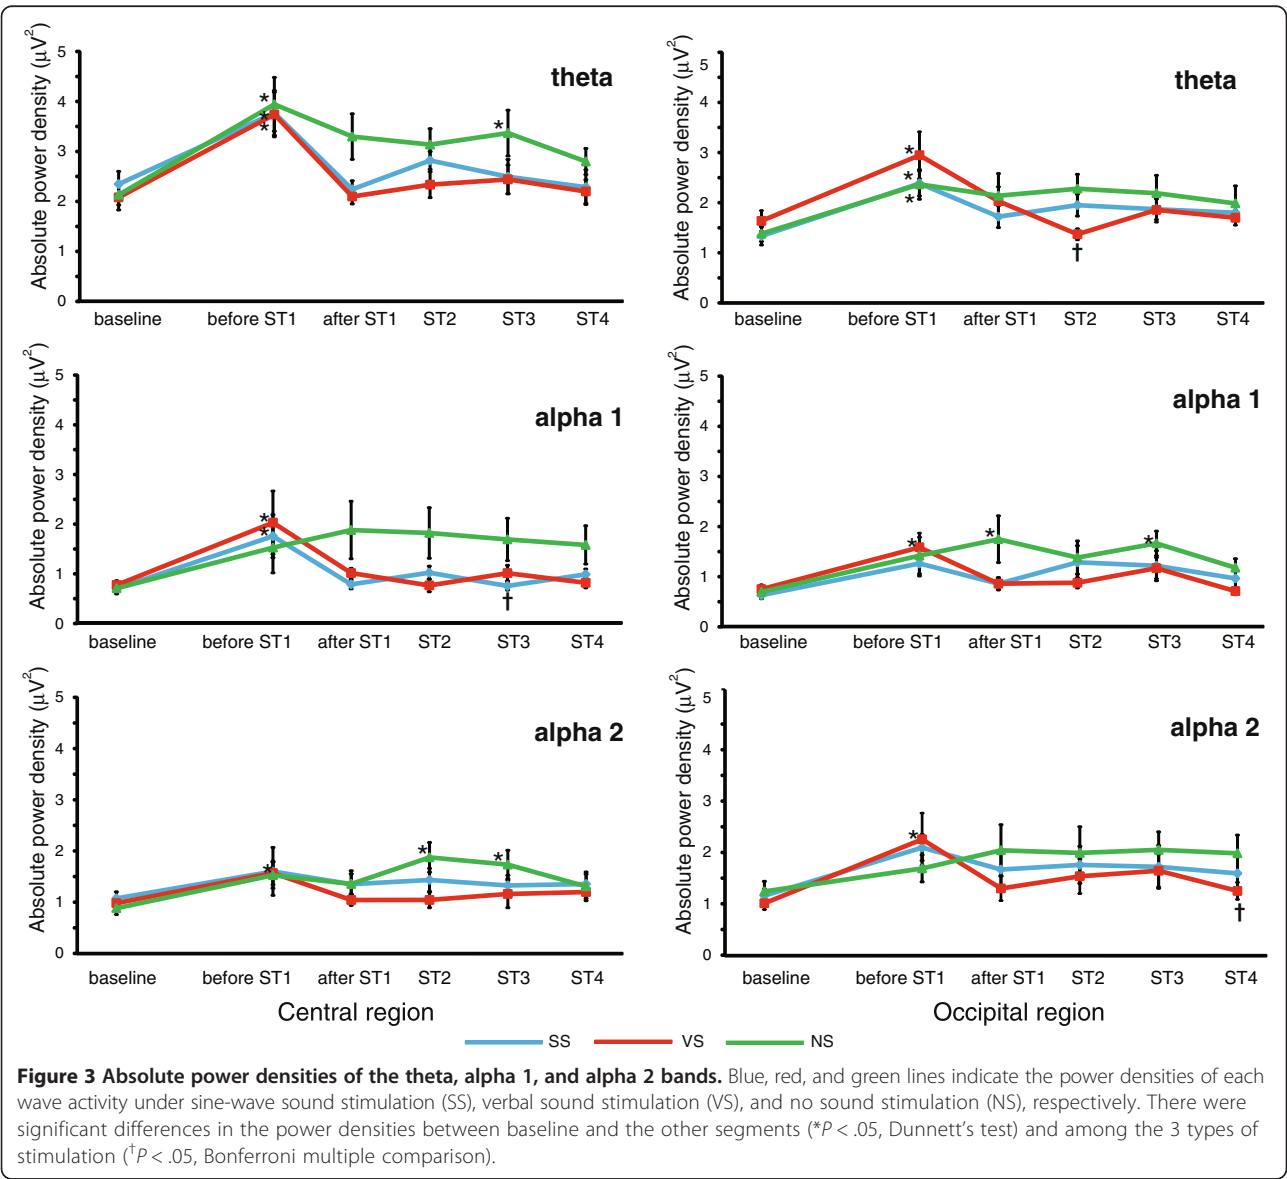 Absolute power density (µV²)
5
4
3
2
1
0
theta
* * *
*
baseline before ST1 after ST1 ST2 ST3 ST4
Absolute power density (µV²)
5
4
3
2
1
0
theta
* * *
†
baseline before ST1 after ST1 ST2 ST3 ST4
Absolute power density (µV²)
5
4
3
2
1
0
alpha 1
* *
†
baseline before ST1 after ST1 ST2 ST3 ST4
Absolute power density (µV²)
5
4
3
2
1
0
alpha 1
* * *
baseline before ST1 after ST1 ST2 ST3 ST4
Absolute power density (µV²)
5
4
3
2
1
0
alpha 2
* * *
baseline before ST1 after ST1 ST2 ST3 ST4
Central region
Absolute power density (µV²)
5
4
3
2
1
0
alpha 2
*
†
baseline before ST1 after ST1 ST2 ST3 ST4
Occipital region
SS VS NS
Figure 3 Absolute power densities of the theta, alpha 1, and alpha 2 bands. Blue, red, and green lines indicate the power densities of each
wave activity under sine-wave sound stimulation (SS), verbal sound stimulation (VS), and no sound stimulation (NS), respectively. There were
significant differences in the power densities between baseline and the other segments (*P < .05, Dunnett's test) and among the 3 types of
stimulation (†P < .05, Bonferroni multiple comparison).